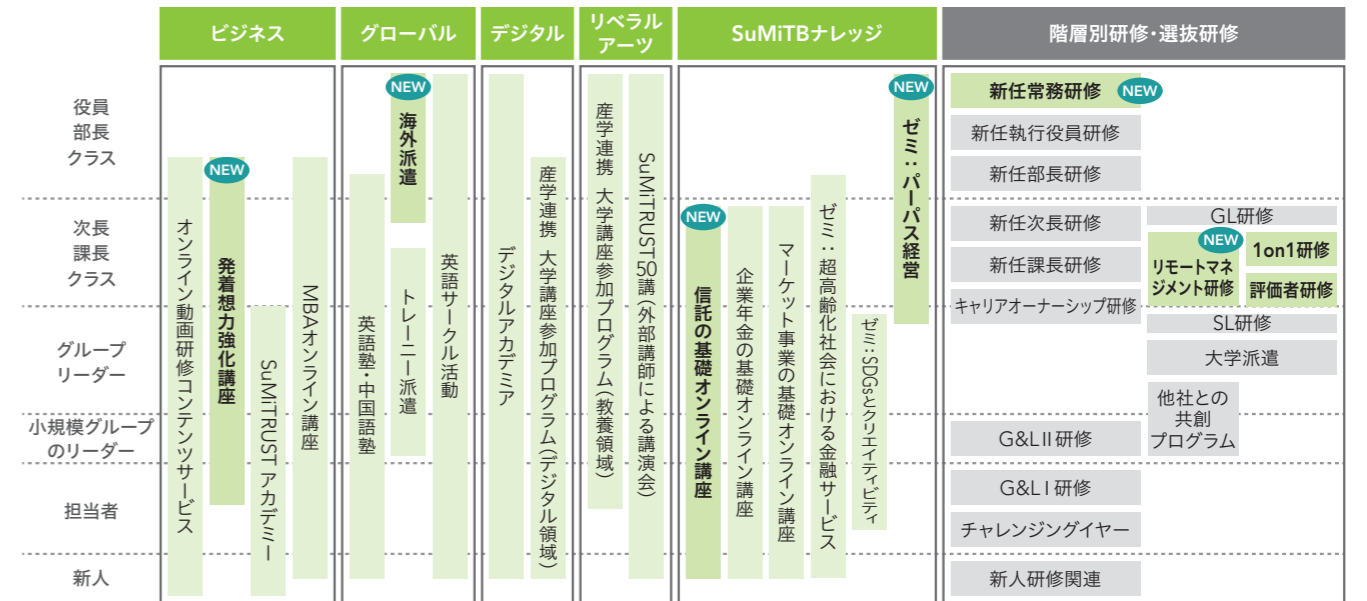 ビジネス
グローバル
デジタル
リベラル
アーツ
SuMiTBナレッジ
階層別研修・選抜研修
役員
部長
クラス
次長
課長
クラス
グループ
リーダー
小規模グループ
のリーダー
担当者
新人
オンライン動画研修コンテンツサービス
NEW
発着想力強化講座
SuMiTRUST アカデミー
MBAオンライン講座
英語塾・中国語塾
NEW
海外派遣
トレーニー派遣
英語サークル活動
デジタルアカデミア
産学連携 大学講座参加プログラム(デジタル領域)
産学連携 大学講座参加プログラム(教養領域)
SuMiTRUST50講(外部講師による講演会)
NEW
信託の基礎オンライン講座
企業年金の基礎オンライン講座
マーケット事業の基礎オンライン講座
ゼミ:超高齢化社会における金融サービス
ゼミ:SDGsとクリエイティビティ
NEW
ゼミ:パーパス経営
新任常務研修
NEW
新任執行役員研修
新任部長研修
新任次長研修
新任課長研修
キャリアオーナーシップ研修
G&LII研修
G&L I 研修
チャレンジングイヤー
新人研修関連
GL研修
NEW
リモートマネ
ジメント研修
1on1研修
評価者研修
SL研修
大学派遣
他社との
共創
プログラム